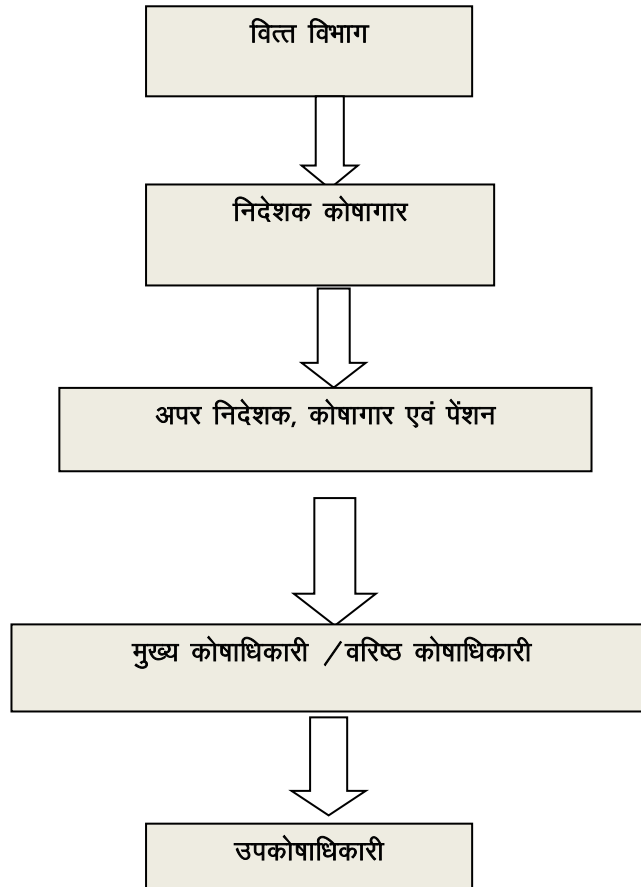 वित्त विभाग
निदेशक कोषागार
अपर निदेशक, कोषागार एवं पेंशन
मुख्य कोषाधिकारी /वरिष्ठ कोषाधिकारी
उपकोषाधिकारी